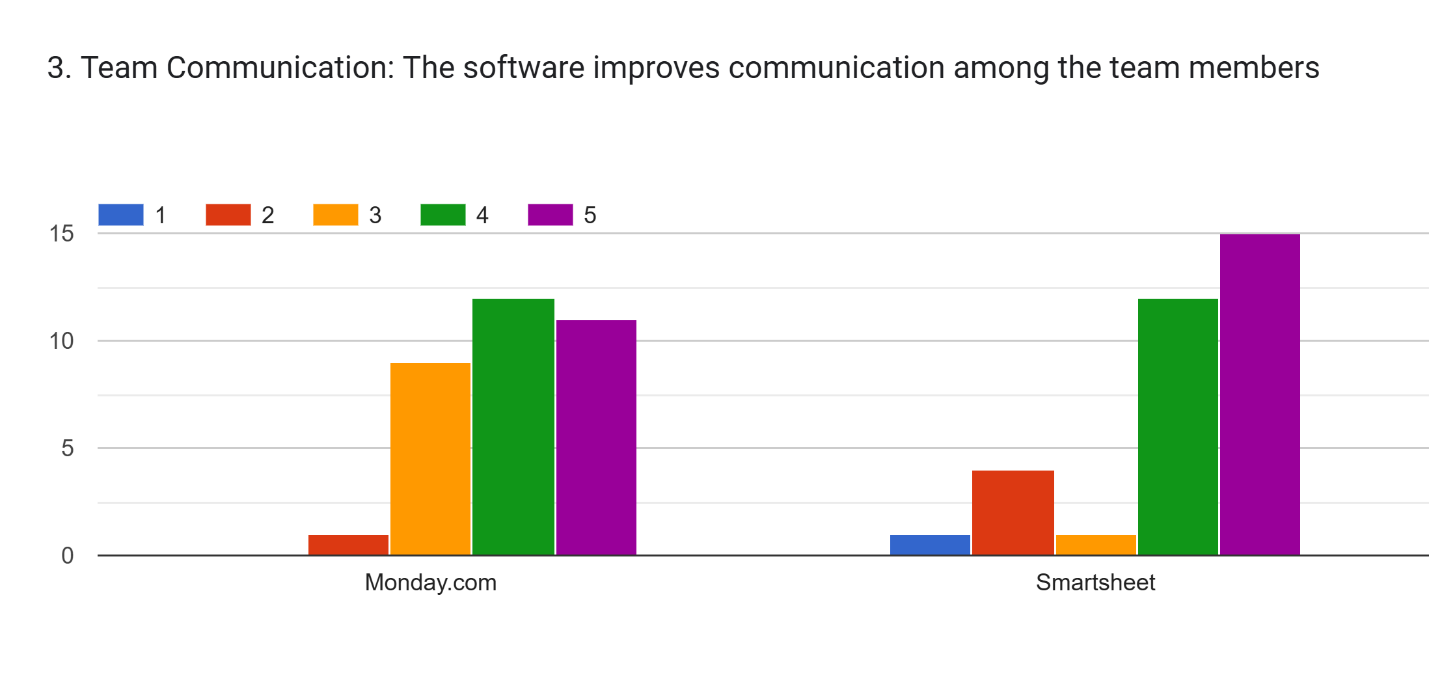 3. Team Communication: The software improves communication among the team members
1 2 3 4 5
15
10
5
0
Monday.com Smartsheet